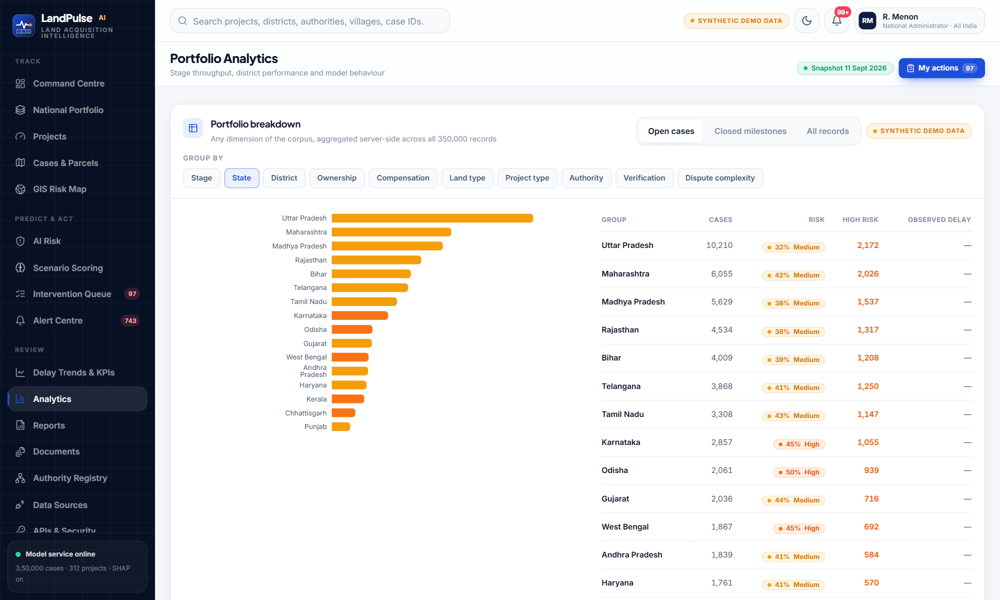 LandPulse AI
LAND ACQUISITION
INTELLIGENCE
TRACK
Command Centre
National Portfolio
Projects
Cases & Parcels
GIS Risk Map
PREDICT & ACT
AI Risk
Scenario Scoring
Intervention Queue 97
Alert Centre 743
REVIEW
Delay Trends & KPIs
Analytics
Reports
Documents
Authority Registry
Data Sources
APIs & Security
Model service online
3,50,000 cases · 312 projects · SHAP
on
Search projects, districts, authorities, villages, case IDs.
SYNTHETIC DEMO DATA
99+
RM
R. Menon
National Administrator · All India
Portfolio Analytics
Stage throughput, district performance and model behaviour
Snapshot 11 Sept 2026
My actions 97
Portfolio breakdown
Any dimension of the corpus, aggregated server-side across all 350,000 records
Open cases Closed milestones All records
SYNTHETIC DEMO DATA
GROUP BY
Stage State District Ownership Compensation Land type Project type Authority Verification Dispute complexity
Uttar Pradesh
Maharashtra
Madhya Pradesh
Rajasthan
Bihar
Telangana
Tamil Nadu
Karnataka
Odisha
Gujarat
West Bengal
Andhra
Pradesh
Haryana
Kerala
Chhattisgarh
Punjab
GROUP CASES RISK HIGH RISK OBSERVED DELAY
Uttar Pradesh 10,210 32% Medium 2,172 —
Maharashtra 6,055 42% Medium 2,026 —
Madhya Pradesh 5,629 38% Medium 1,537 —
Rajasthan 4,534 38% Medium 1,317 —
Bihar 4,009 39% Medium 1,208 —
Telangana 3,868 41% Medium 1,250 —
Tamil Nadu 3,308 43% Medium 1,147 —
Karnataka 2,857 45% High 1,055 —
Odisha 2,061 50% High 939 —
Gujarat 2,036 44% Medium 716 —
West Bengal 1,867 45% High 692 —
Andhra Pradesh 1,839 41% Medium 584 —
Haryana 1,761 41% Medium 570 —